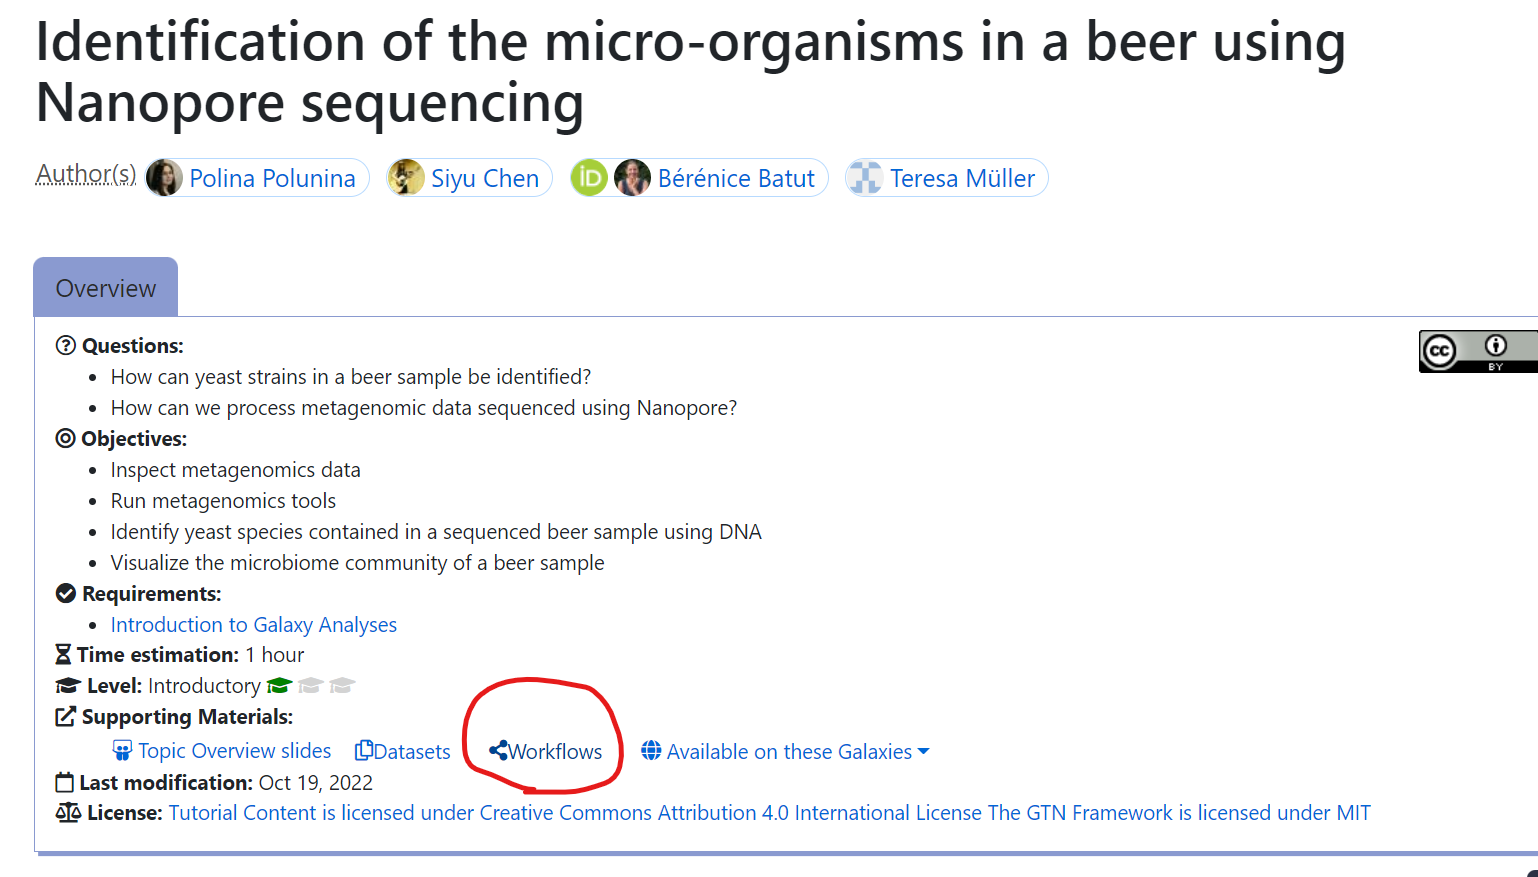 Identification of the micro-organisms in a beer using
Nanopore sequencing
Author(s) Polina Polunina Siyu Chen iD Bérénice Batut Teresa Müller
Overview
Questions:
How can yeast strains in a beer sample be identified?
How can we process metagenomic data sequenced using Nanopore?
Objectives:
Inspect metagenomics data
Run metagenomics tools
Identify yeast species contained in a sequenced beer sample using DNA
Visualize the microbiome community of a beer sample
Requirements:
Introduction to Galaxy Analyses
Time estimation: 1 hour
Level: Introductory
Supporting Materials:
Topic Overview slides Datasets Workflows Available on these Galaxies
Last modification: Oct 19, 2022
License: Tutorial Content is licensed under Creative Commons Attribution 4.0 International License The GTN Framework is licensed under MIT
cc
BY